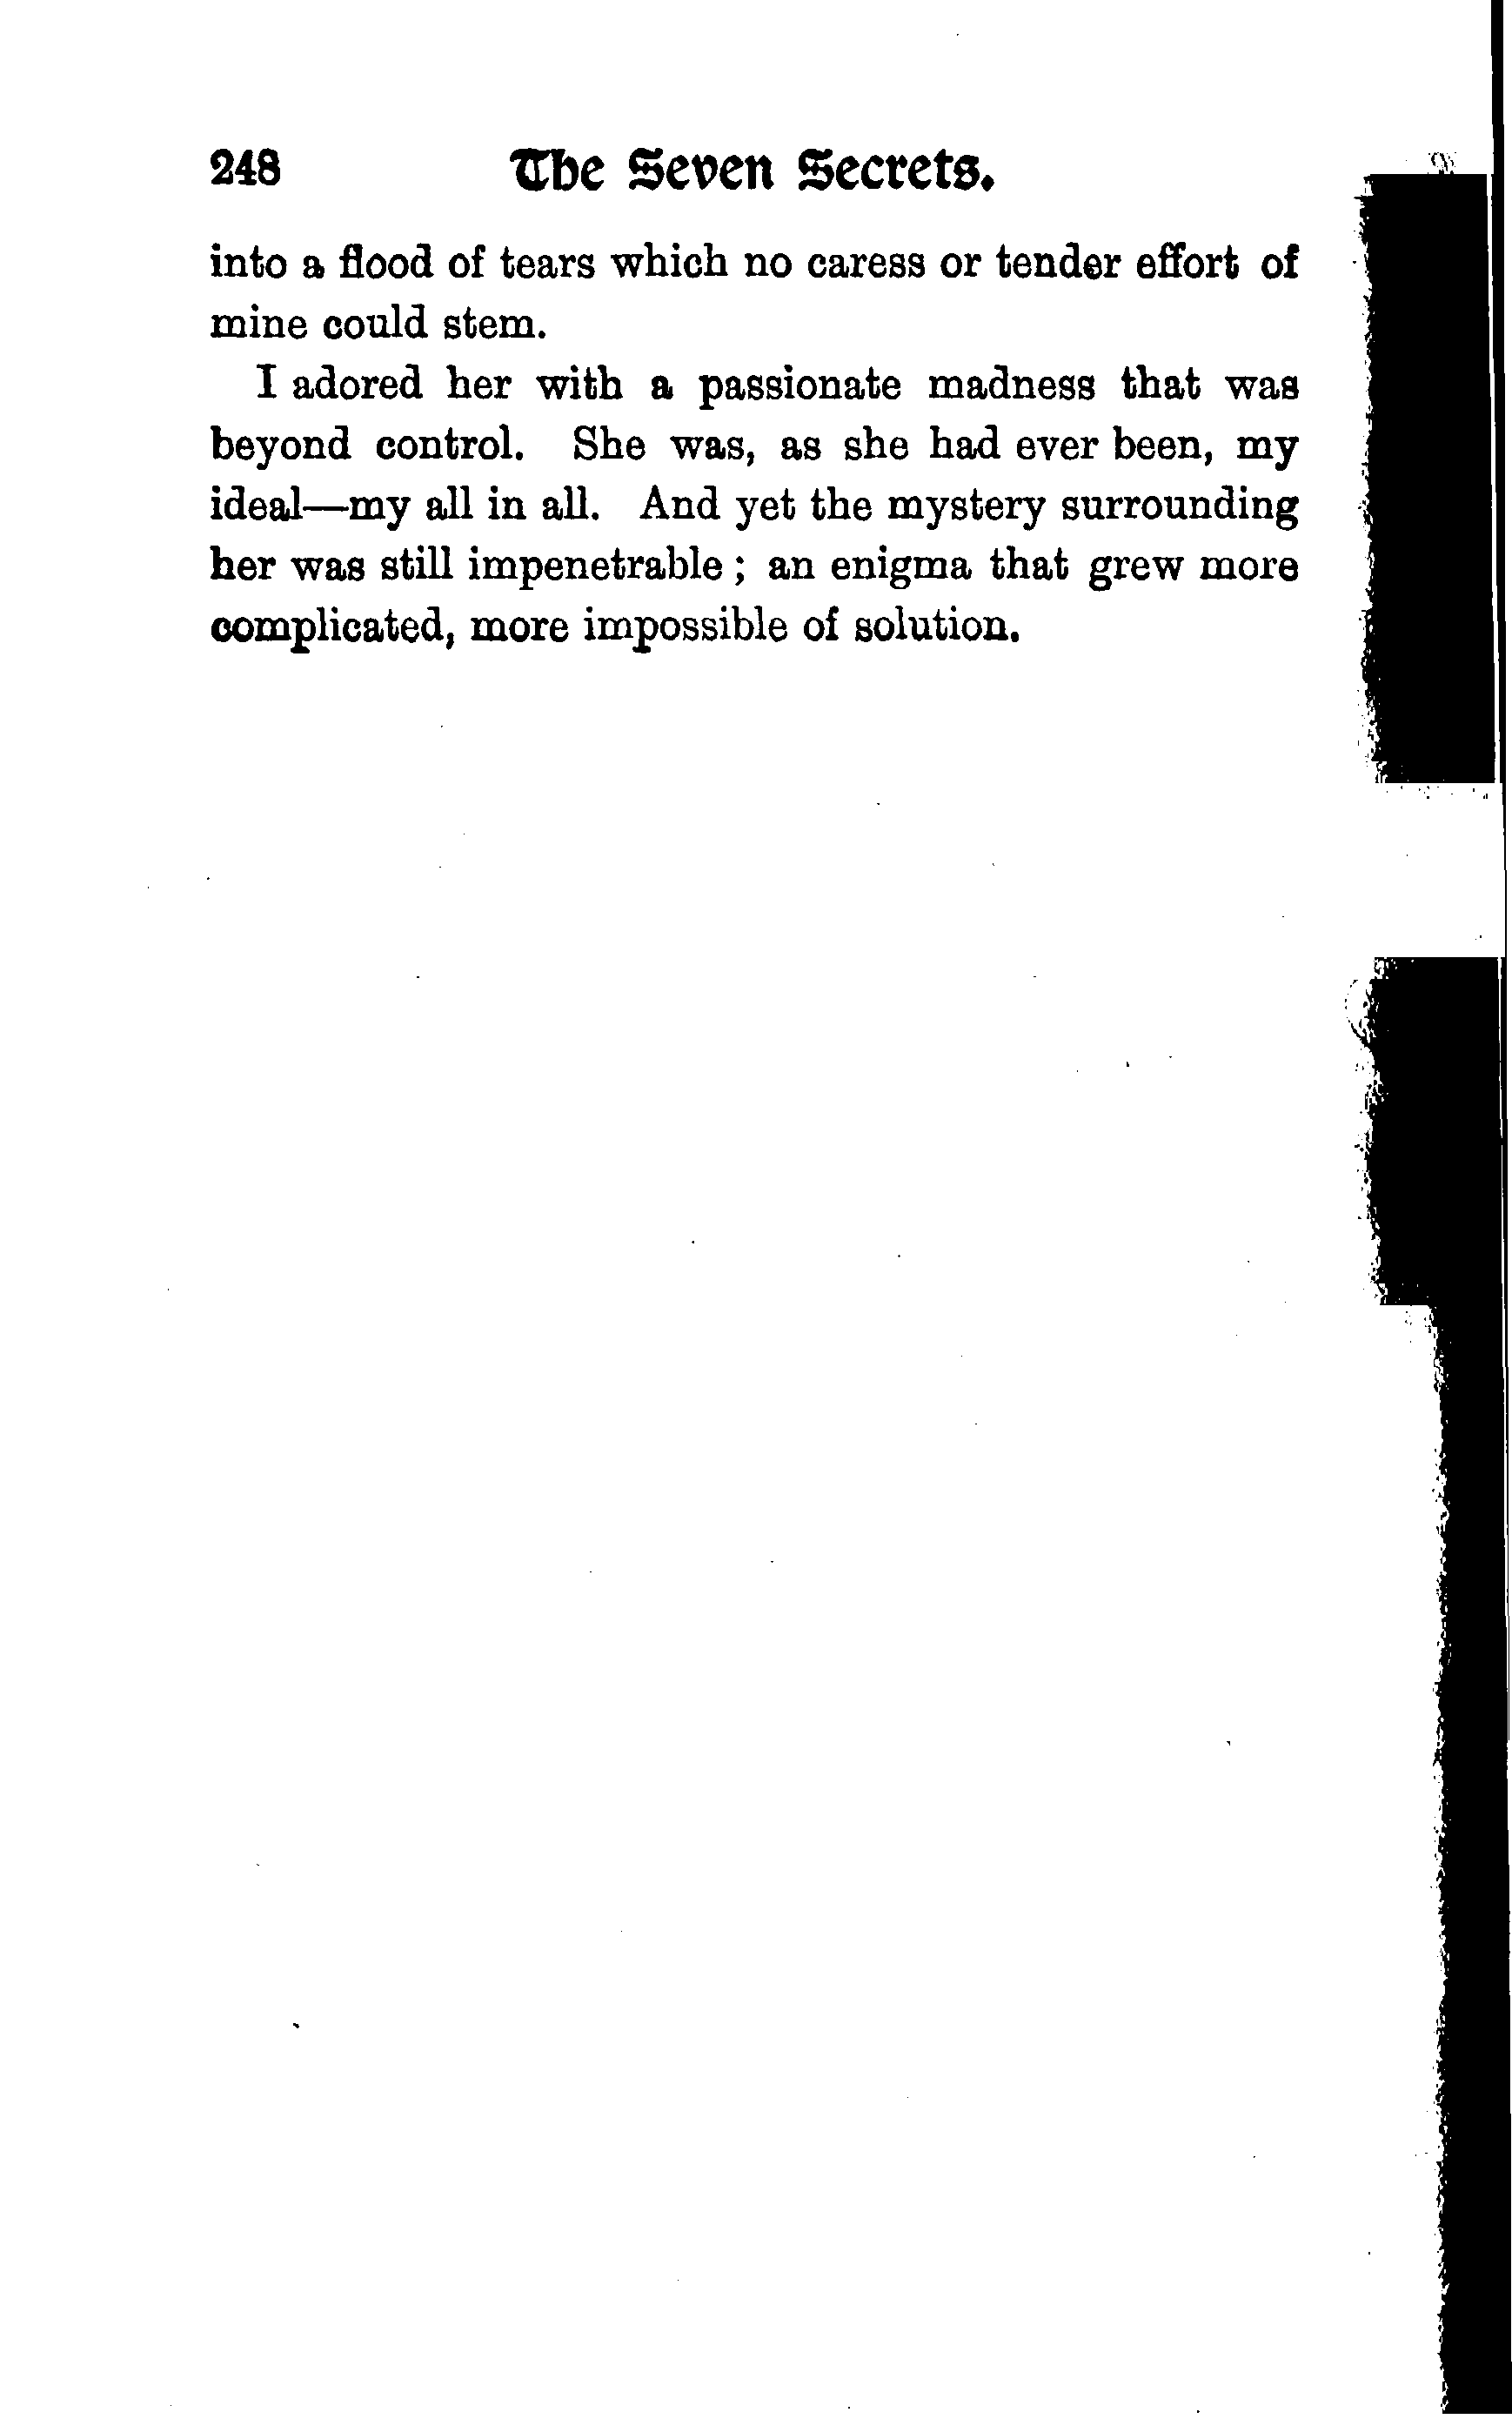 248 The Seven Secrets.
into a flood of tears which no caress or tender effort of
mine could stem.
I adored her with a passionate madness that was
beyond control. She was, as she had ever been, my
ideal—my all in all. And yet the mystery surrounding
her was still impenetrable; an enigma that grew more
complicated, more impossible of solution.